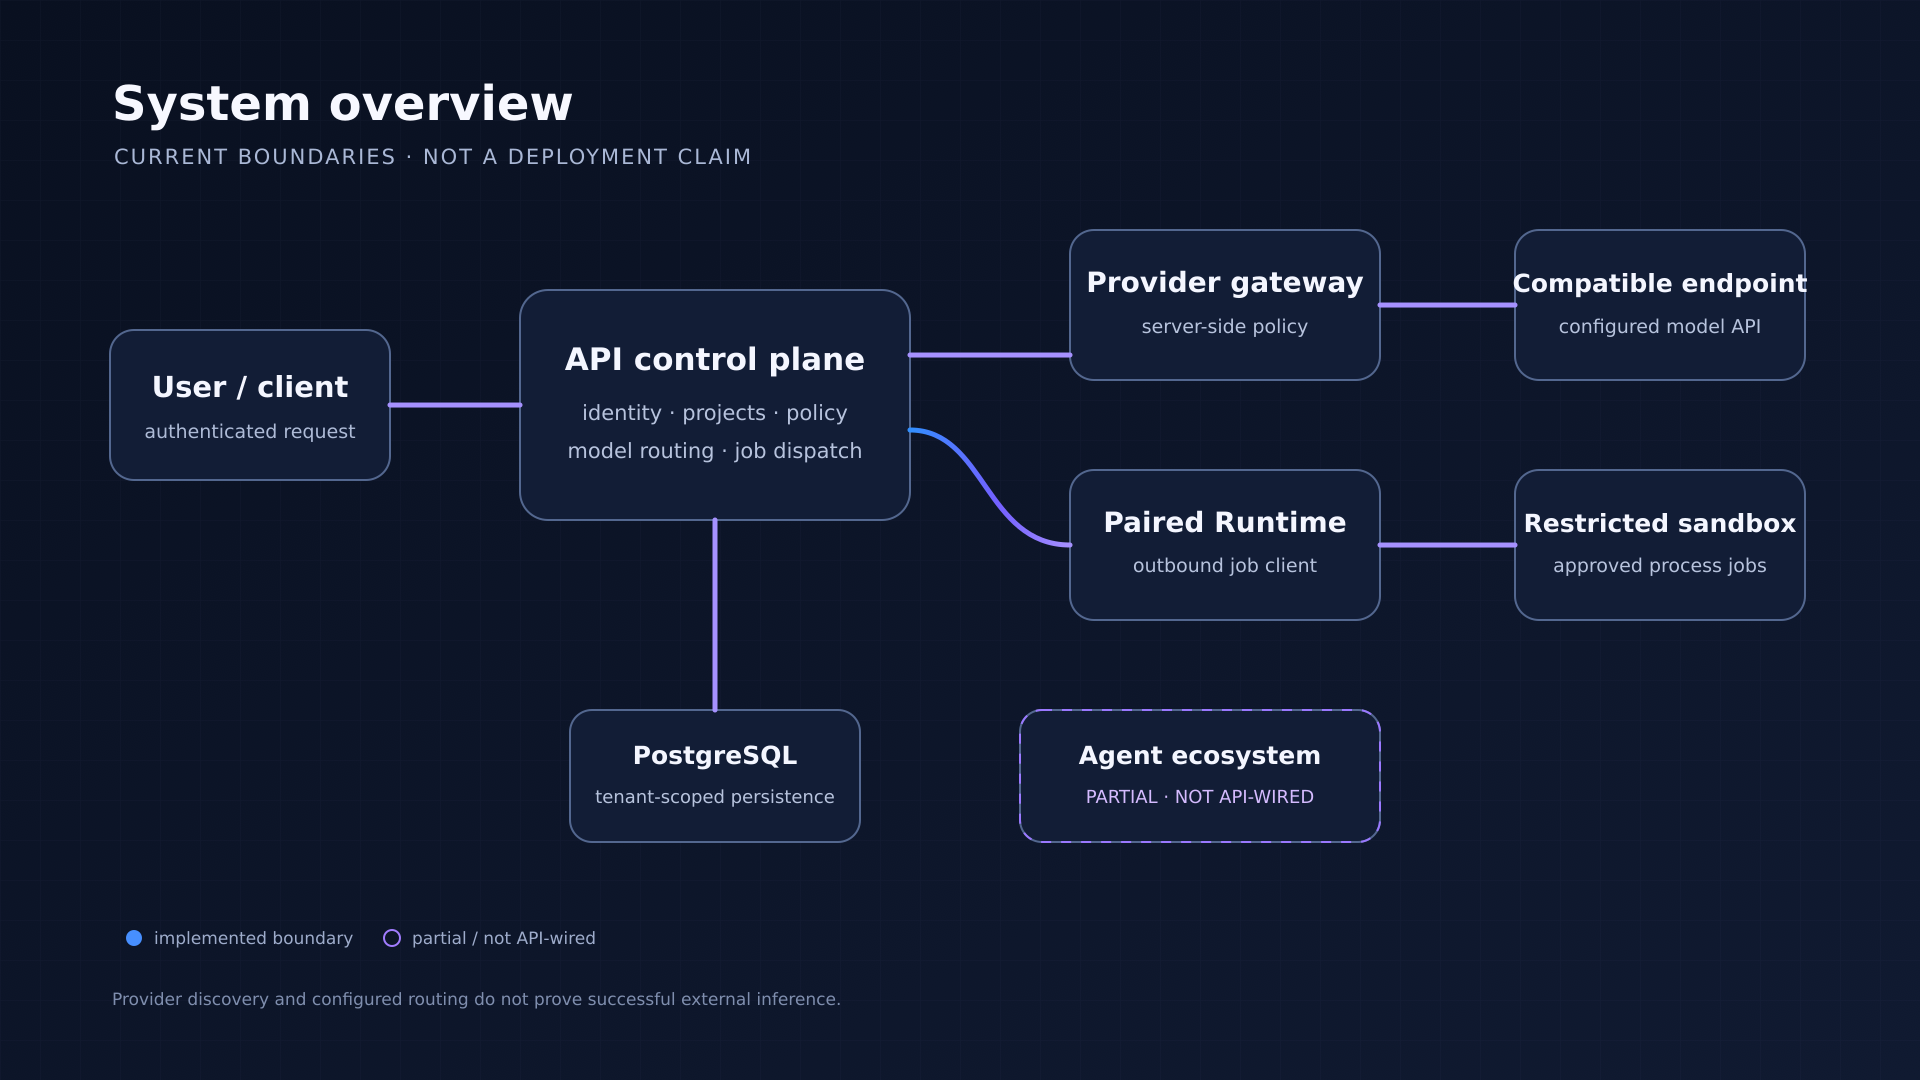 System overview
CURRENT BOUNDARIES · NOT A DEPLOYMENT CLAIM
User / client
authenticated request
API control plane
identity · projects · policy
model routing · job dispatch
Provider gateway
server-side policy
Compatible endpoint
configured model API
Paired Runtime
outbound job client
Restricted sandbox
approved process jobs
PostgreSQL
tenant-scoped persistence
Agent ecosystem
PARTIAL · NOT API-WIRED
implemented boundary
partial / not API-wired
Provider discovery and configured routing do not prove successful external inference.